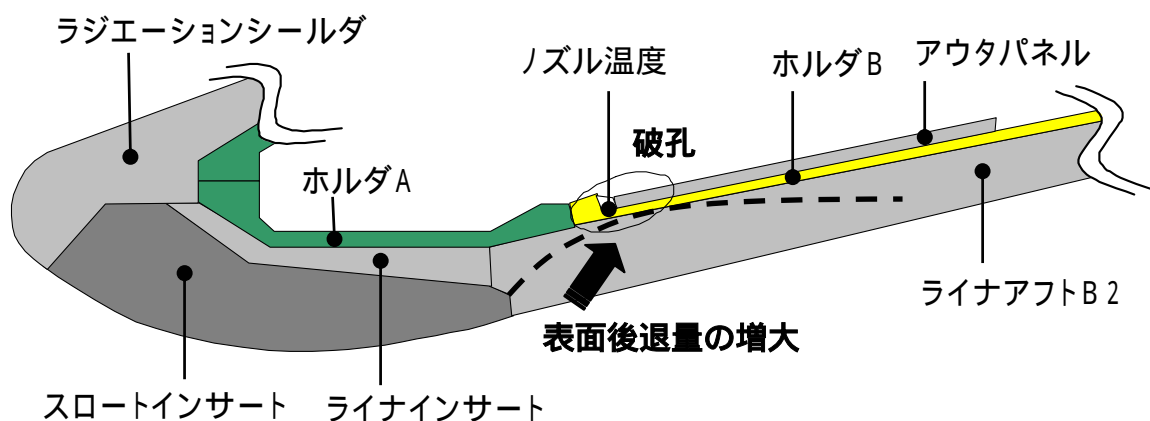 ラジエーションシールダ
ノズル温度
ホルダB
アウタパネル
破孔
ホルダA
ライナアフトB2
表面後退量の増大
スロートインサート
ライナインサート